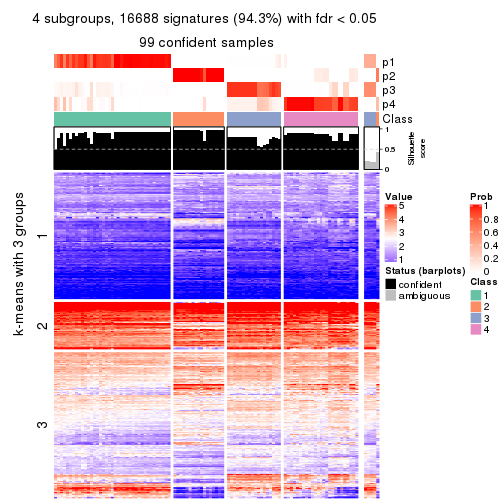 4 subgroups, 16688 signatures (94.3%) with fdr < 0.05
99 confident samples
p1
p2
p3
p4
Class
1
0.5
0
Silhouette
score
k-means with 3 groups
1
2
3
Value
5
4
3
2
1
Status (barplots)
confident
ambiguous
Prob
1
0.8
0.6
0.4
0.2
0
Class
1
2
3
4